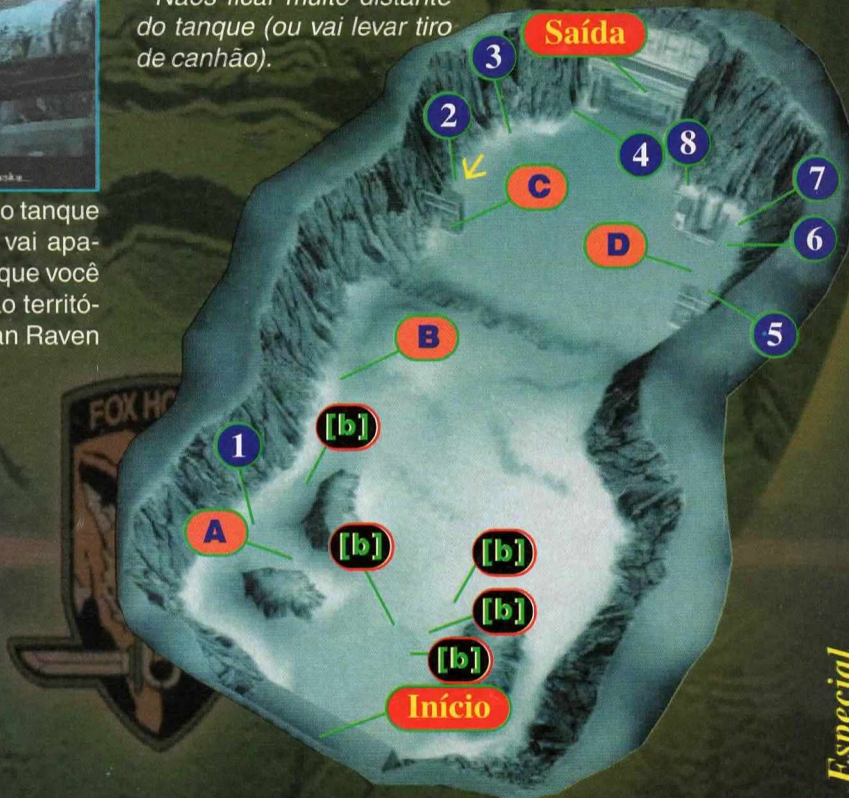 Nãos ficar muito distante
do tanque (ou vai levar tiro
de canhão).
o tanque
vai apa-
que você
o territó-
an Raven
Saída
3
2
4
8
C
7
D
6
5
B
[b]
1
A
[b]
[b]
[b]
[b]
Início
FOX HO
Especial